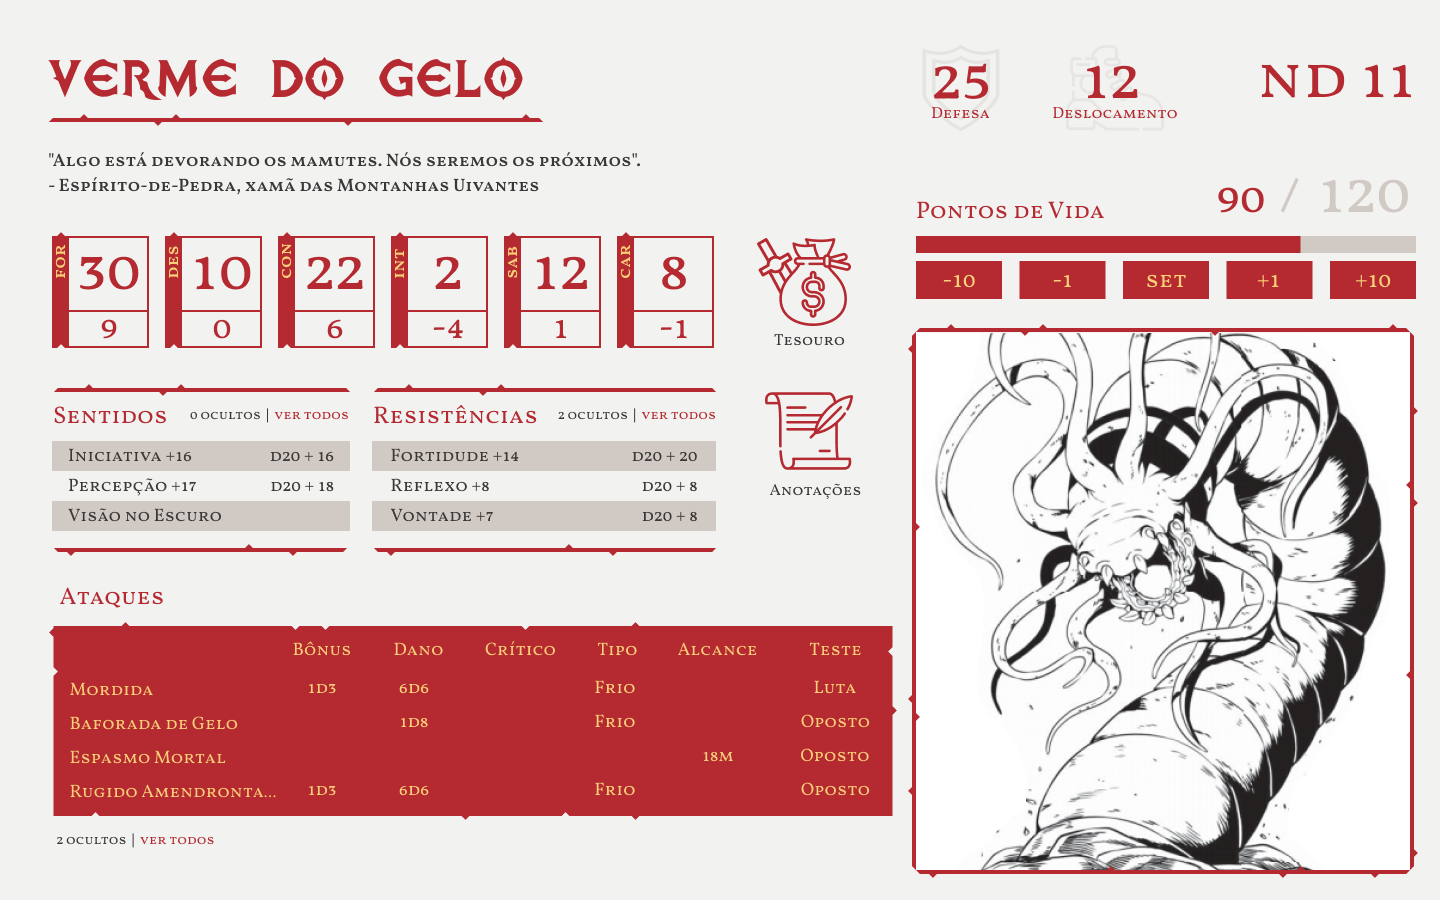 VERME DO GELO
25
DEFESA
12
DESLOCAMENTO
ND 11
"ALGO ESTÁ DEVORANDO OS MAMUTES. NÓS SEREMOS OS PRÓXIMOS".
- ESPÍRITO-DE-PEDRA, XAMÃ DAS MONTANHAS UIVANTES
PONTOS DE VIDA
90 / 120
-10 -1 SET +1 +10
FOR 30 9
DES 10 0
CON 22 6
INT 2 -4
SAB 12 1
CAR 8 -1
TESOURO
SENTIDOS 0 OCULTOS | VER TODOS
INICIATIVA +16 D20 + 16
PERCEPÇÃO +17 D20 + 18
VISÃO NO ESCURO
RESISTÊNCIAS 2 OCULTOS | VER TODOS
FORTIDUDE +14 D20 + 20
REFLEXO +8 D20 + 8
VONTADE +7 D20 + 8
ANOTAÇÕES
ATAQUES
BÔNUS DANO CRÍTICO TIPO ALCANCE TESTE
MORDIDA 1D3 6D6 FRIO LUTA
BAFORADA DE GELO 1D8 FRIO OPOSTO
ESPASMO MORTAL 18M OPOSTO
RUGIDO AMENDRONTA... 1D3 6D6 FRIO OPOSTO
2 OCULTOS | VER TODOS